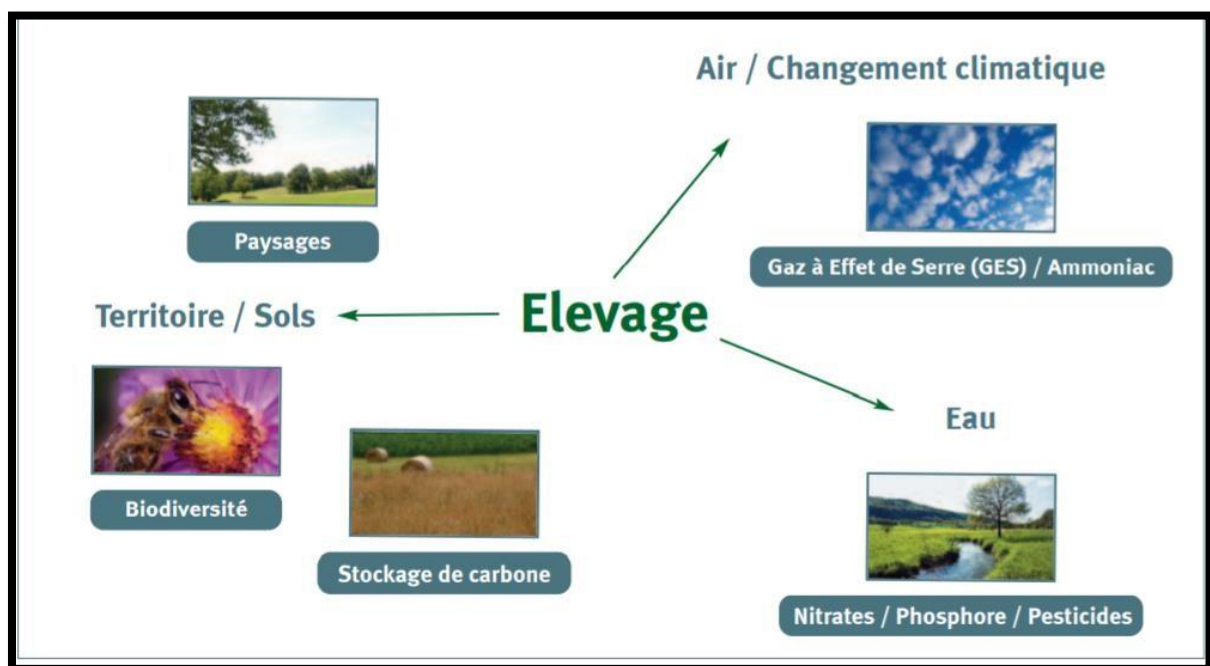 Air / Changement climatique
Paysages
Gaz à Effet de Serre (GES) / Ammoniac
Territoire / Sols
Elevage
Eau
Biodiversité
Stockage de carbone
Nitrates / Phosphore / Pesticides